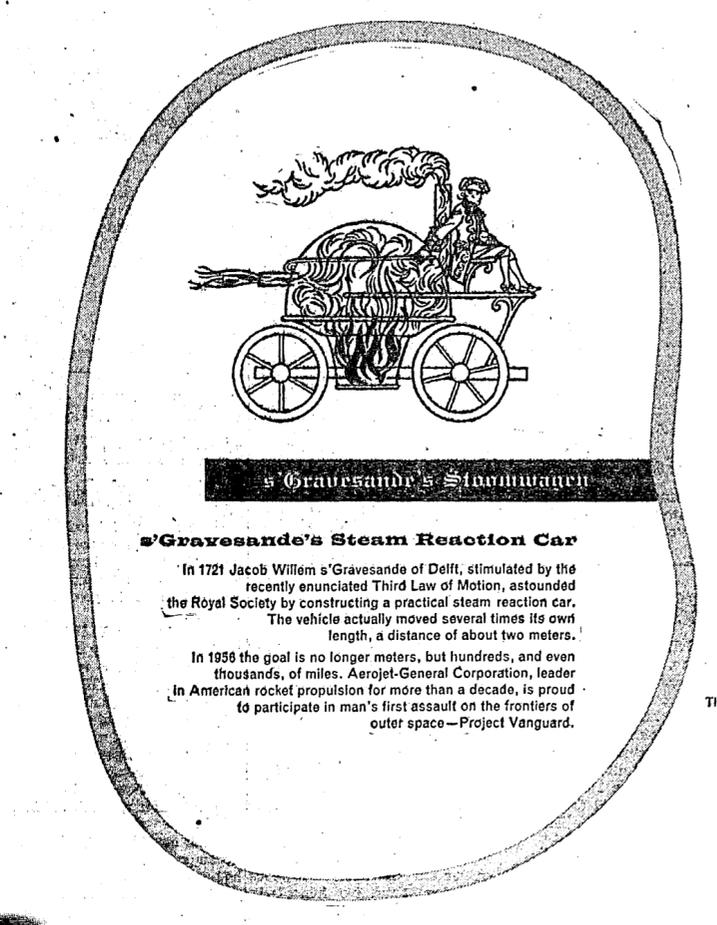 s'Gravesande's Stoomwagen
s'Gravesande's Steam Reaction Car
In 1721 Jacob Willem s'Gravesande of Delft, stimulated by the
recently enunciated Third Law of Motion, astounded
the Royal Society by constructing a practical steam reaction car.
The vehicle actually moved several times its own
length, a distance of about two meters.
In 1956 the goal is no longer meters, but hundreds, and even
thousands, of miles. Aerojet-General Corporation, leader
in American rocket propulsion for more than a decade, is proud
to participate in man's first assault on the frontiers of
outer space—Project Vanguard.